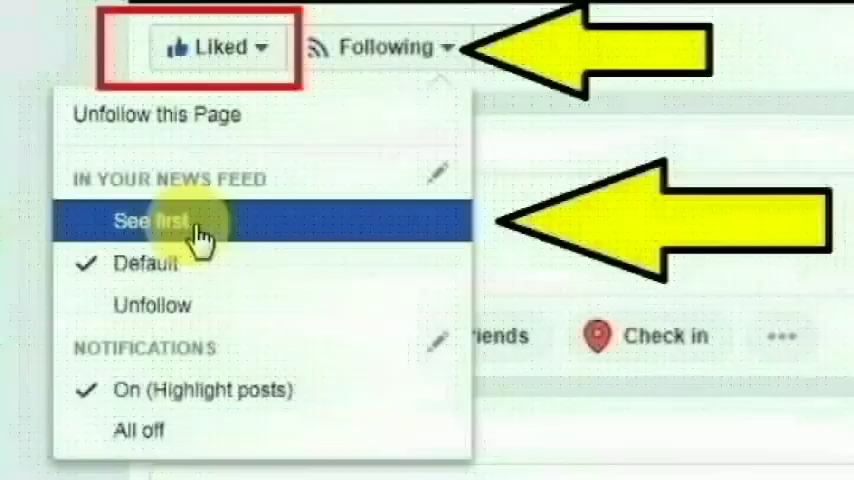 Liked Following
Unfollow this Page
IN YOUR NEWS FEED
See first
Default
Unfollow
riends Check in
NOTIFICATIONS
On (Highlight posts)
All off